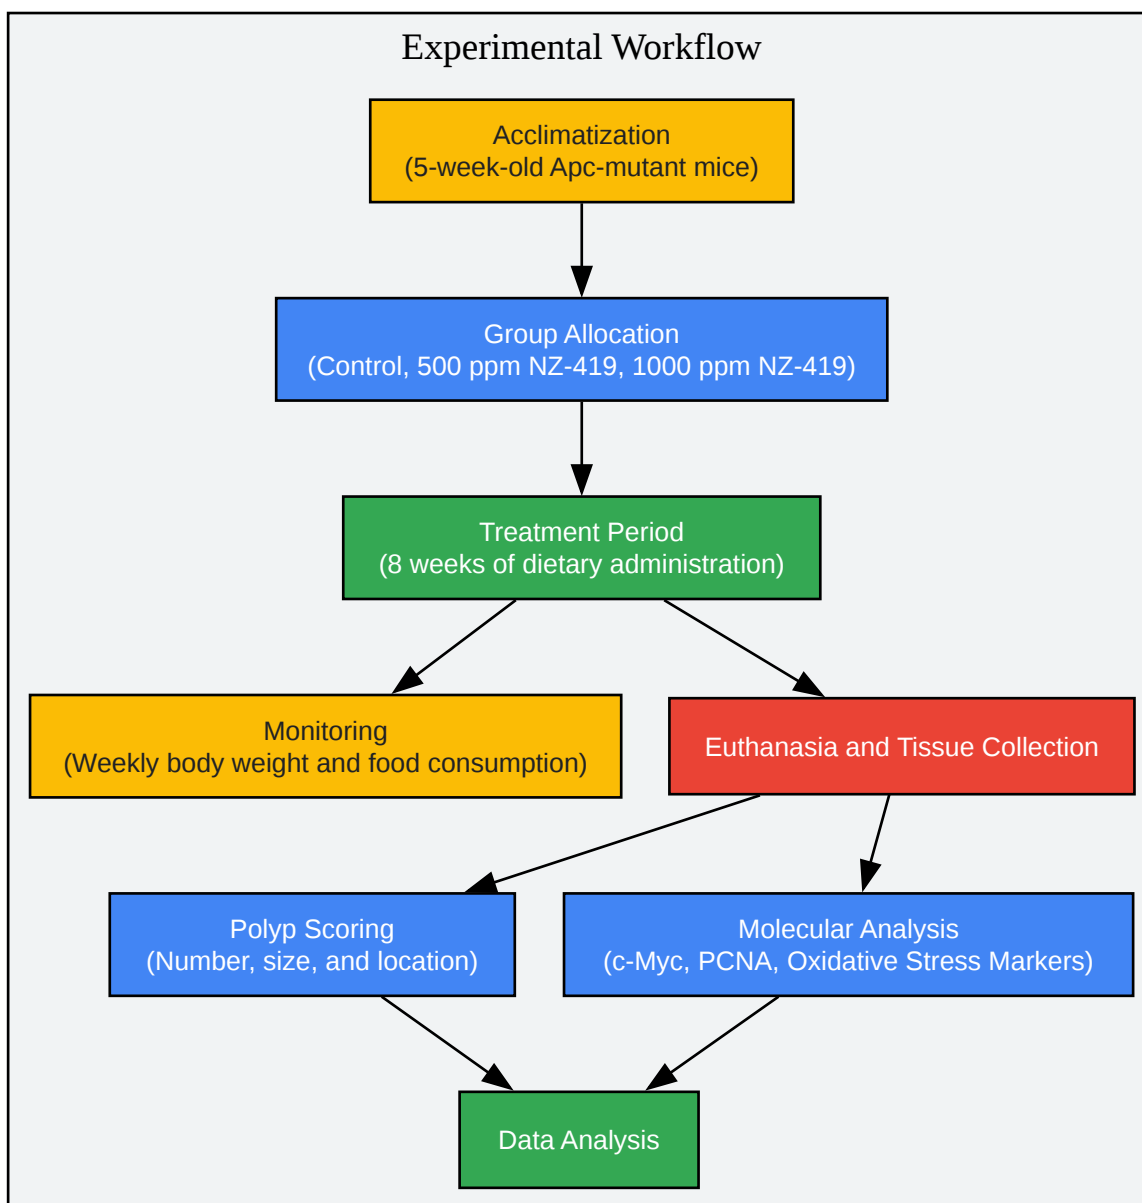 Experimental Workflow
Acclimatization
(5-week-old Apc-mutant mice)
Group Allocation
(Control, 500 ppm NZ-419, 1000 ppm NZ-419)
Treatment Period
(8 weeks of dietary administration)
Monitoring
(Weekly body weight and food consumption)
Euthanasia and Tissue Collection
Polyp Scoring
(Number, size, and location)
Molecular Analysis
(c-Myc, PCNA, Oxidative Stress Markers)
Data Analysis